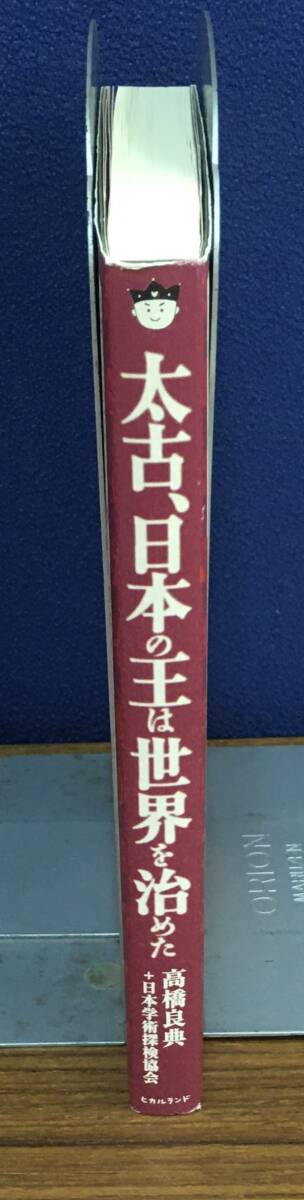 太古、日本の王は世界を治めた
高橋良典
＋日本学術探検協会
ヒカルランド